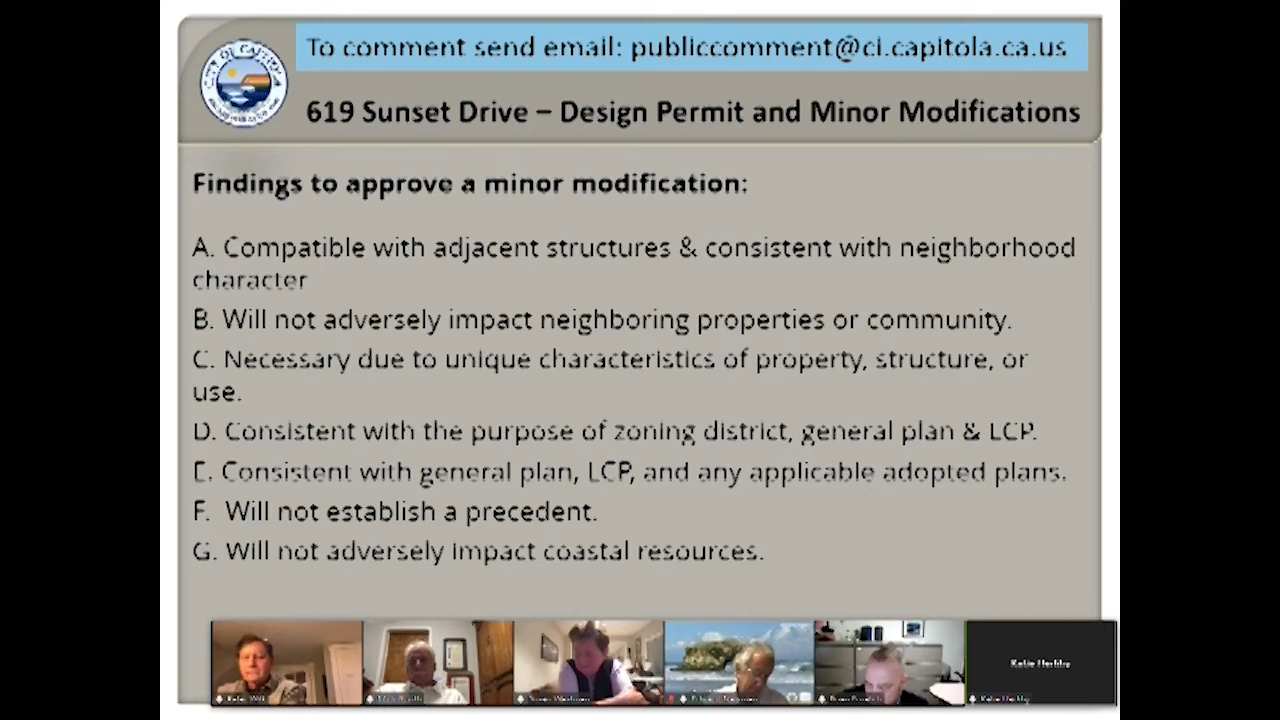 To comment send email: publiccomment@ci.capitola.ca.us
619 Sunset Drive – Design Permit and Minor Modifications
Findings to approve a minor modification:
A. Compatible with adjacent structures & consistent with neighborhood
character
B. Will not adversely impact neighboring properties or community.
C. Necessary due to unique characteristics of property, structure, or
use.
D. Consistent with the purpose of zoning district, general plan & LCP.
E. Consistent with general plan, LCP, and any applicable adopted plans.
F. Will not establish a precedent.
G. Will not adversely impact coastal resources.
Katie Herlihy
Katie Herlihy